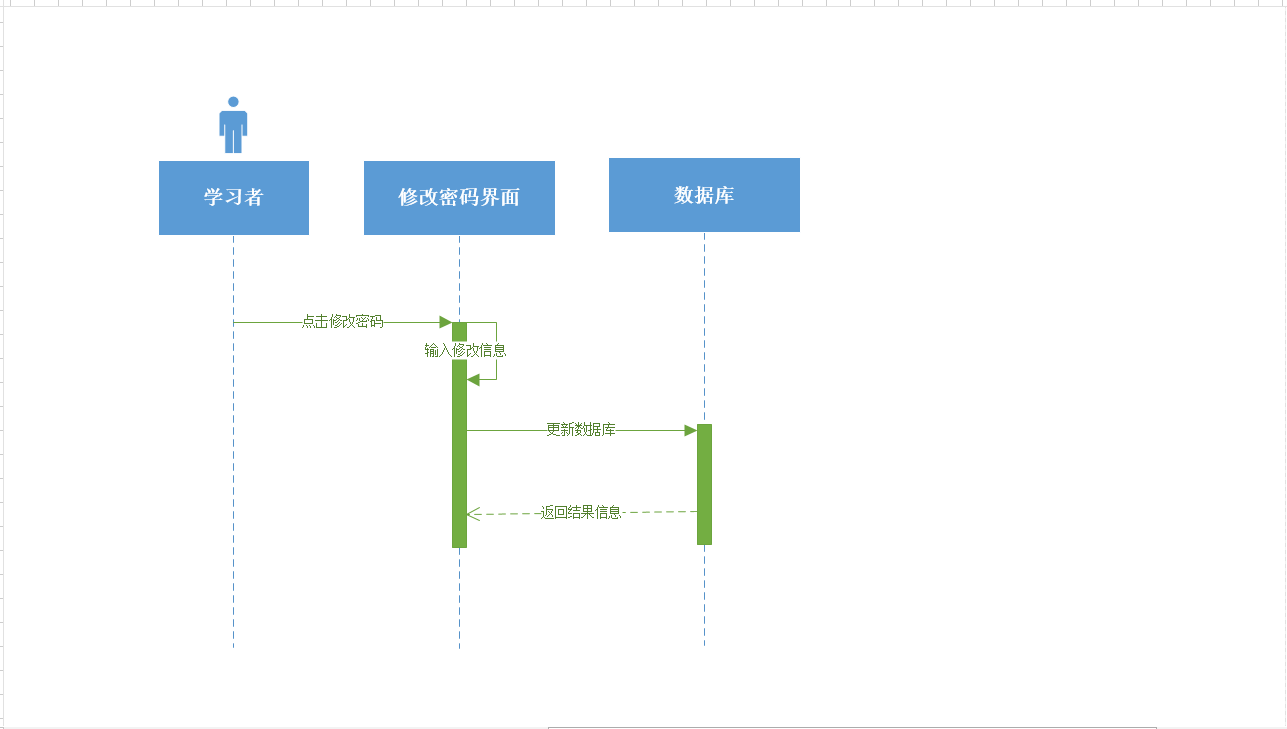 学习者
修改密码界面
数据库
点击修改密码
输入修改信息
更新数据库
返回结果信息